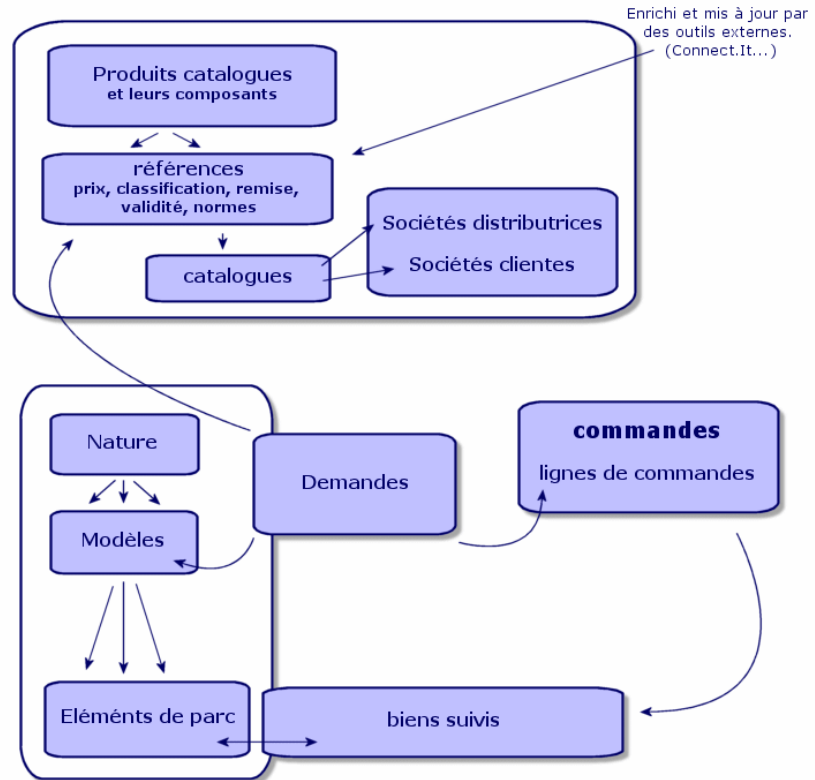 Enrichi et mis à jour par
des outils externes.
(Connect.It...)
Produits catalogues
et leurs composants
références
prix, classification, remise,
validité, normes
catalogues
Sociétés distributrices
Sociétés clientes
Nature
Modèles
Eléménts de parc
Demandes
commandes
lignes de commandes
biens suivis